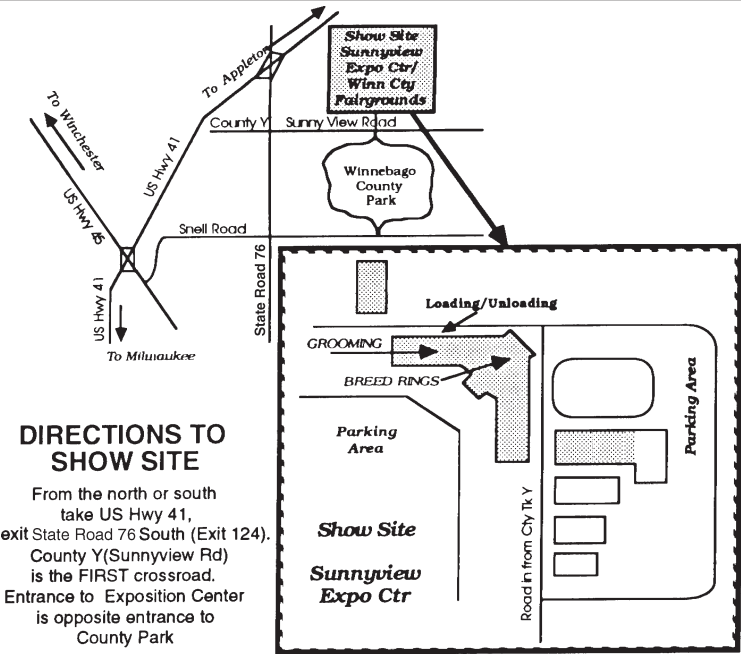 To Appleton
Show Site
Sunnyview
Expo Ctr/
Winn Cty
Fairgrounds
To Winchester
County Y
Sunny View Road
US Hwy 41
Winnebago
County
Park
US Hwy 45
Snell Road
State Road 76
US Hwy 41
To Milwaukee
Loading/Unloading
GROOMING
BREED RINGS
Parking
Area
Parking Area
Road in from Cty Tk Y
Show Site
Sunnyview
Expo Ctr
DIRECTIONS TO
SHOW SITE
From the north or south
take US Hwy 41,
exit State Road 76 South (Exit 124).
County Y(Sunnyview Rd)
is the FIRST crossroad.
Entrance to Exposition Center
is opposite entrance to
County Park